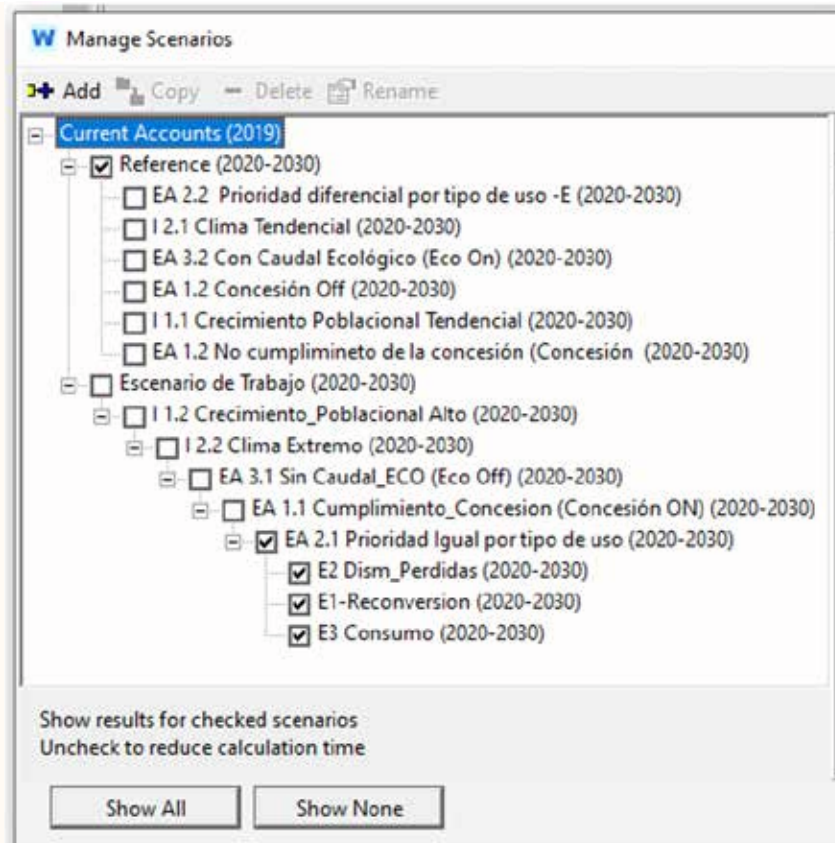 W Manage Scenarios
Add Copy Delete Rename
Current Accounts (2019)
Reference (2020-2030)
EA 2.2 Prioridad diferencial por tipo de uso -E (2020-2030)
I 2.1 Clima Tendencial (2020-2030)
EA 3.2 Con Caudal Ecológico (Eco On) (2020-2030)
EA 1.2 Concesión Off (2020-2030)
I 1.1 Crecimiento Poblacional Tendencial (2020-2030)
EA 1.2 No cumplimineto de la concesión (Concesión (2020-2030)
Escenario de Trabajo (2020-2030)
I 1.2 Crecimiento_Poblacional Alto (2020-2030)
I 2.2 Clima Extremo (2020-2030)
EA 3.1 Sin Caudal_ECO (Eco Off) (2020-2030)
EA 1.1 Cumplimiento_Concesion (Concesión ON) (2020-2030)
EA 2.1 Prioridad Igual por tipo de uso (2020-2030)
E2 Dism_Perdidas (2020-2030)
E1-Reconversion (2020-2030)
E3 Consumo (2020-2030)
Show results for checked scenarios
Uncheck to reduce calculation time
Show All Show None